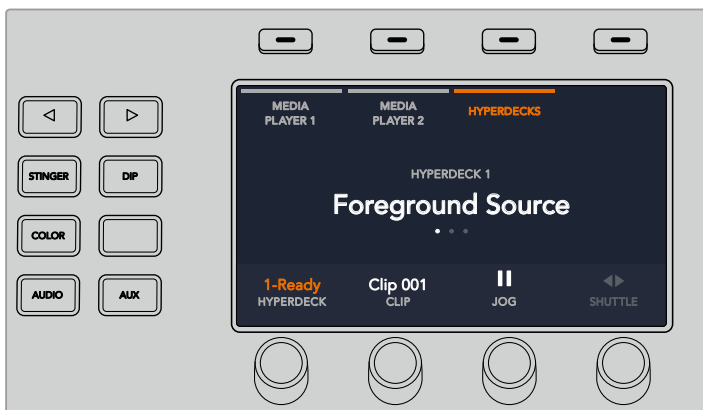 MEDIA
PLAYER 1
MEDIA
PLAYER 2
HYPERDECKS
STINGER
DIP
HYPERDECK 1
Foreground Source
COLOR
AUDIO
AUX
1-Ready
HYPERDECK
Clip 001
CLIP
JOG
SHUTTLE